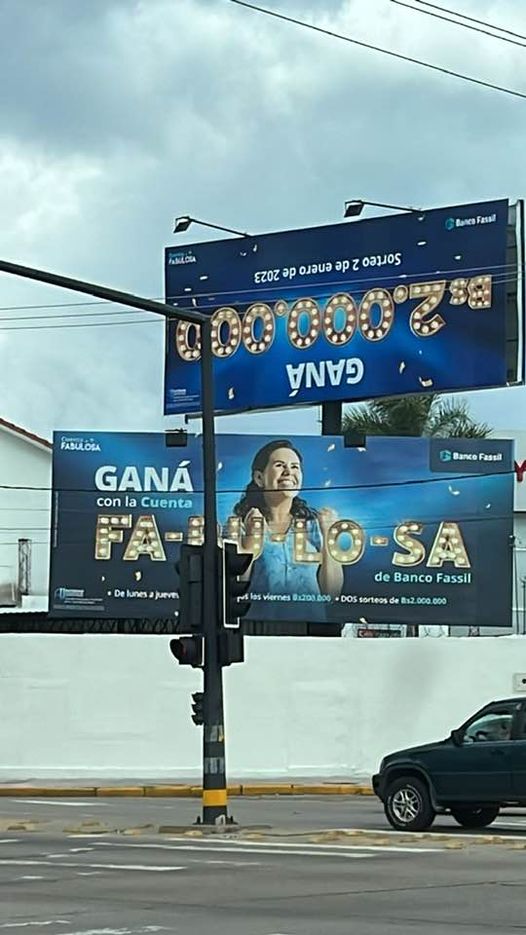 CUENTA
FABULOSA
Banco Fassil
Sorteo 2 de enero de 2023
Bs2.000.000
GANÁ
CUENTA
FABULOSA
Banco Fassil
GANÁ
con la Cuenta
FA-BU-LO-SA
de Banco Fassil
• De lunes a jueves
los viernes Bs200.000 • DOS sorteos de Bs2.000.000